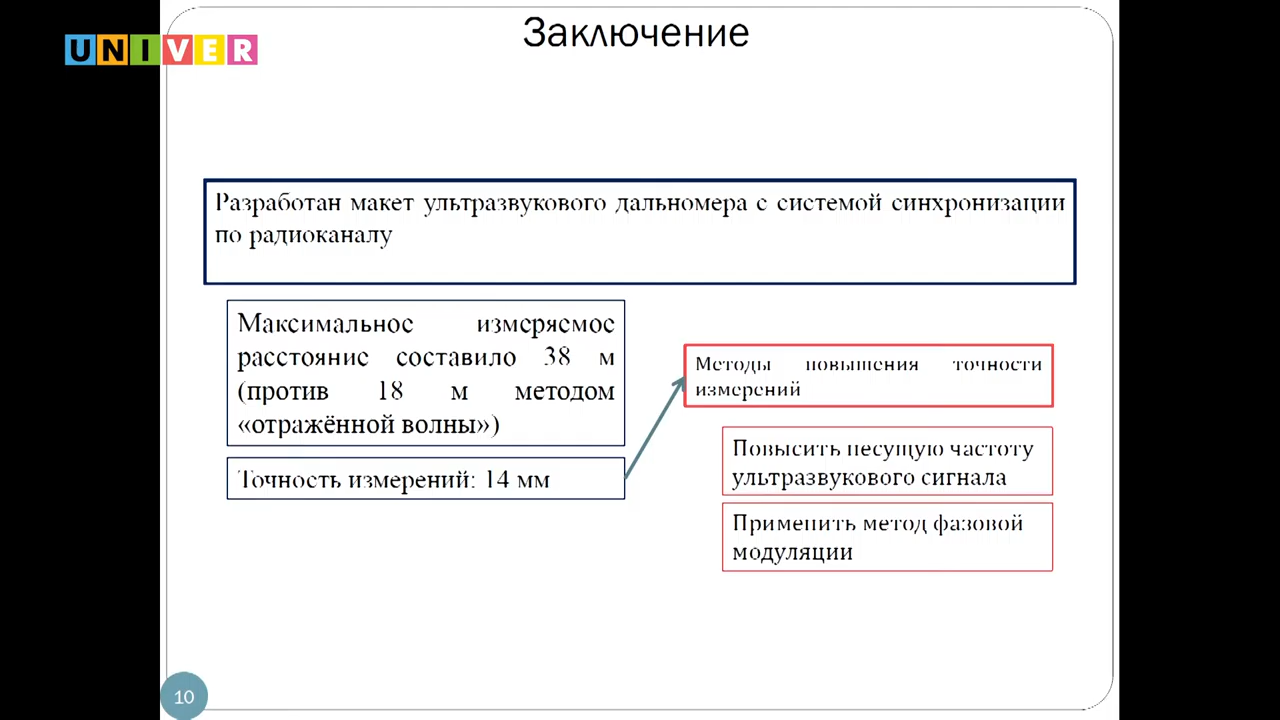 Заключение
UNIVER
Разработан макет ультразвукового дальномера с системой синхронизации
по радиоканалу
Максимальное измеряемое
расстояние составило 38 м
(против 18 м методом
«отражённой волны»)
Точность измерений: 14 мм
Методы повышения точности
измерений
Повысить несущую частоту
ультразвукового сигнала
Применить метод фазовой
модуляции
10